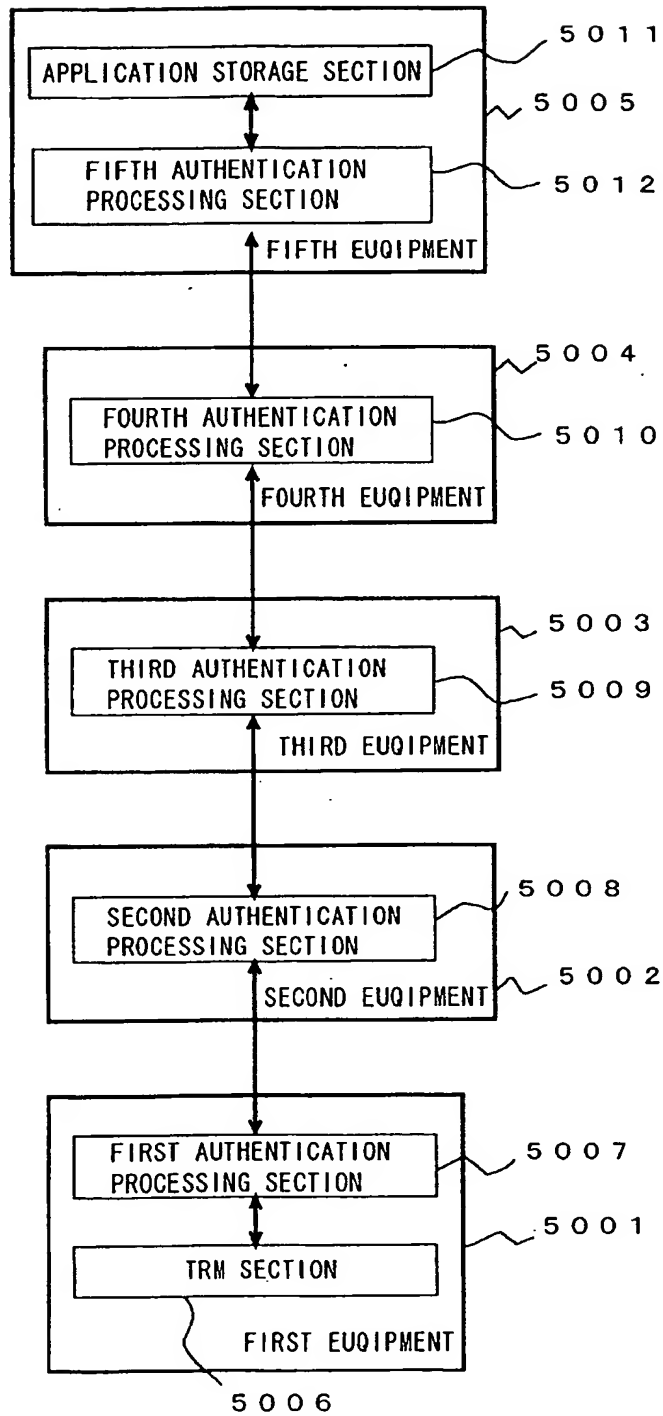 5011
APPLICATION STORAGE SECTION
5005
FIFTH AUTHENTICATION
PROCESSING SECTION
5012
FIFTH EUQIPMENT
5004
FOURTH AUTHENTICATION
PROCESSING SECTION
5010
FOURTH EUQIPMENT
5003
THIRD AUTHENTICATION
PROCESSING SECTION
5009
THIRD EUQIPMENT
5008
SECOND AUTHENTICATION
PROCESSING SECTION
SECOND EUQIPMENT
5002
FIRST AUTHENTICATION
PROCESSING SECTION
5007
5001
TRM SECTION
FIRST EUQIPMENT
5006